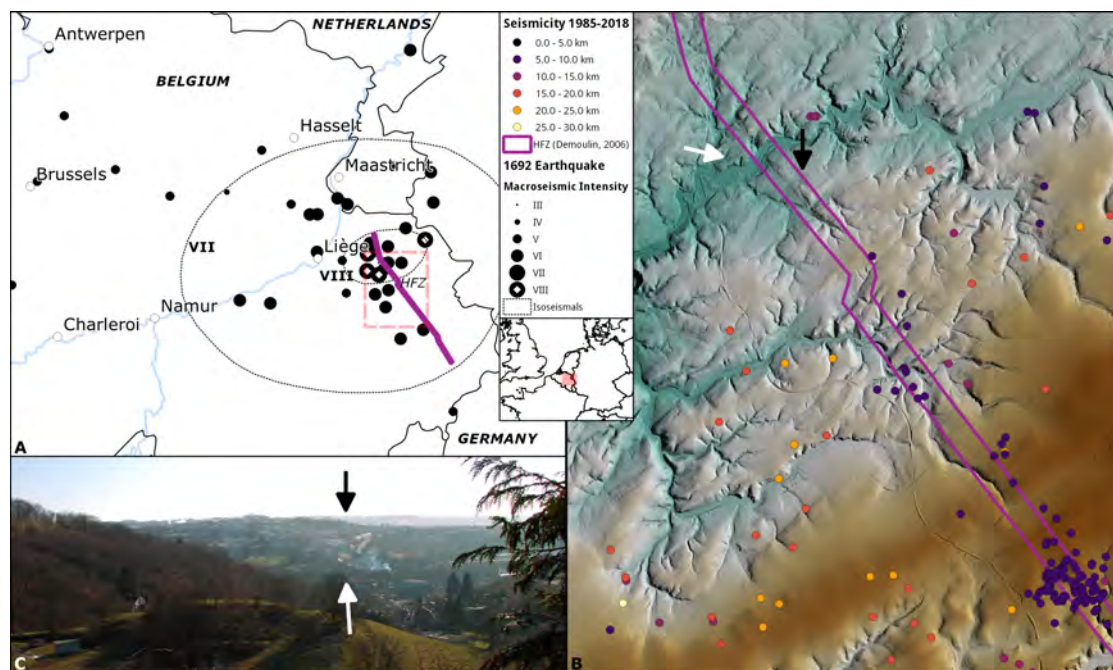 NETHERLANDS
Antwerpen
BELGIUM
Hasselt
Maastricht
Brussels
VII
Liège
VIII
HFZ
Namur
Charleroi
GERMANY
A
Seismicity 1985-2018
0.0 - 5.0 km
5.0 - 10.0 km
10.0 - 15.0 km
15.0 - 20.0 km
20.0 - 25.0 km
25.0 - 30.0 km
HFZ (Demoulin, 2006)
1692 Earthquake
Macroseismic Intensity
III
IV
V
VI
VII
VIII
Isoseismals
B
C